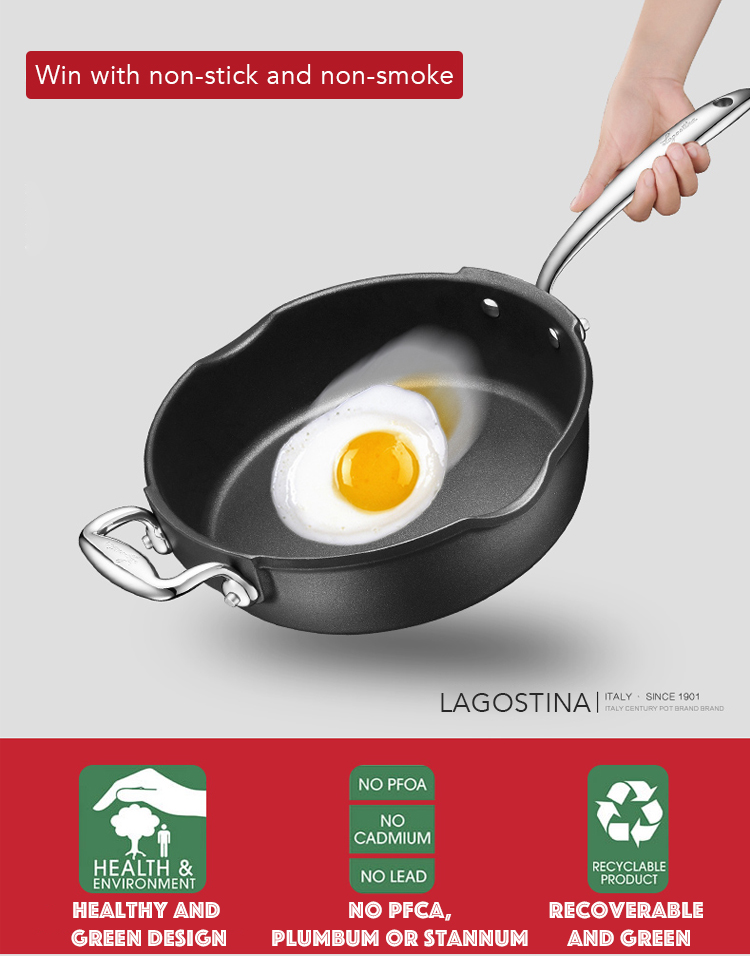 Win with non-stick and non-smoke
Lagostina
LAGOSTINA
ITALY · SINCE 1901
ITALY CENTURY POT BRAND BRAND
NO PFOA
NO
CADMIUM
NO LEAD
HEALTH &
ENVIRONMENT
RECYCLABLE
PRODUCT
HEALTHY AND
GREEN DESIGN
NO PFCA,
PLUMBUM OR STANNUM
RECOVERABLE
AND GREEN